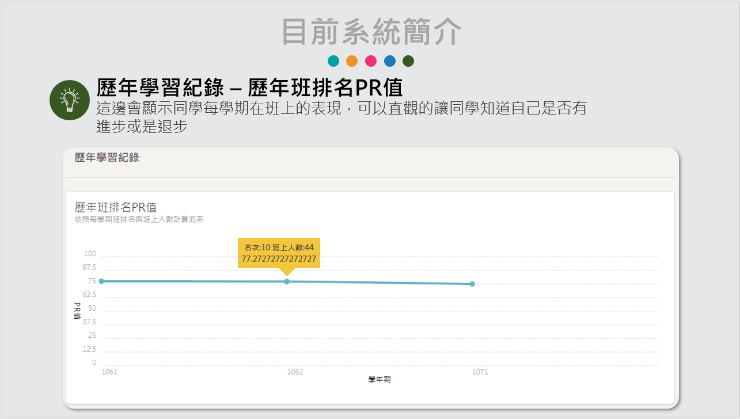 目前系統簡介
歷年學習紀錄 – 歷年班排名PR值
這邊會顯示同學每學期在班上的表現，可以直觀的讓同學知道自己是否有
進步或是退步
歷年學習紀錄
歷年班排名PR值
依照每學期班排名與班上人數計算而來
名次:10 班上人數:44
77.27272727272727
100
87.5
75
62.5
50
37.5
25
12.5
0
PR值
1061
1062
1071
學年期